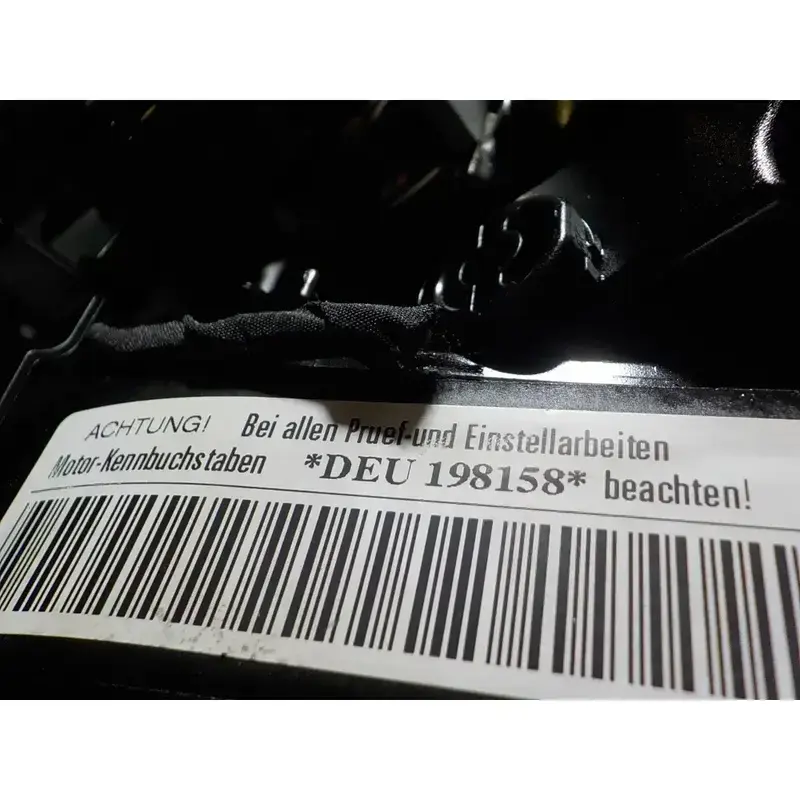 ACHTUNG! Bei allen Pruef-und Einstellarbeiten
Motor-Kennbuchstaben *DEU 198158* beachten!